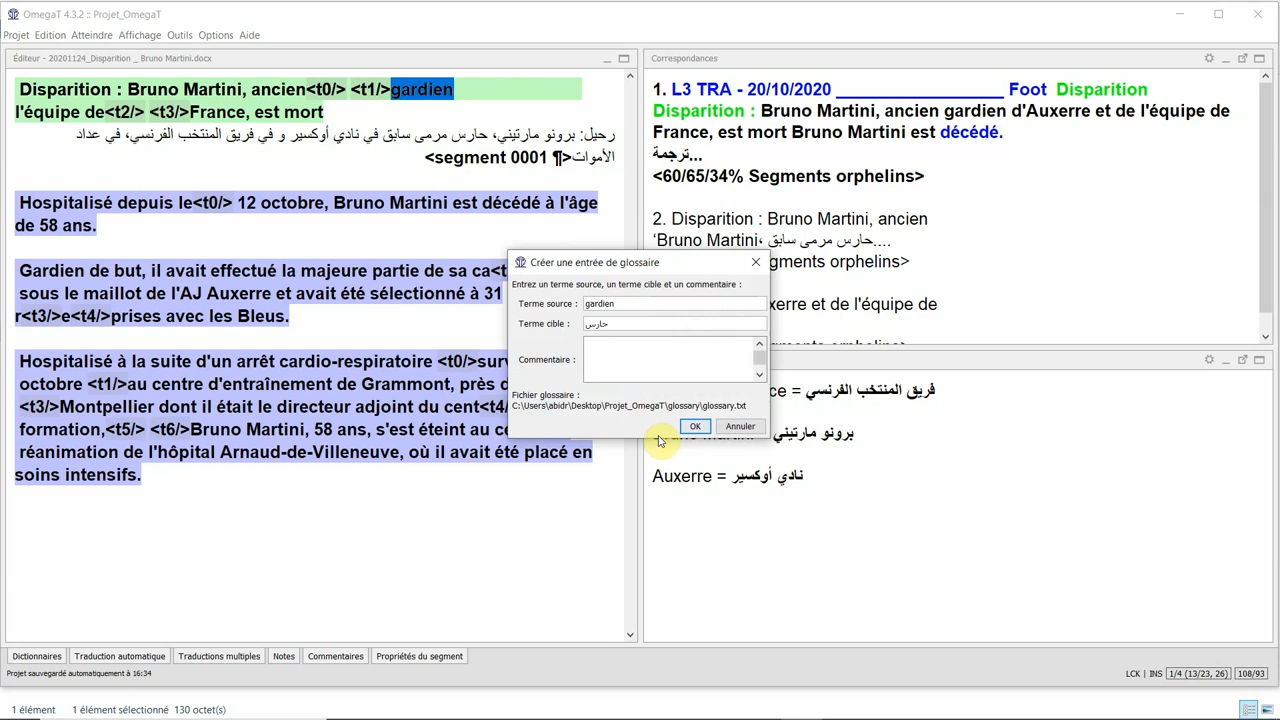 OmegaT 4.3.2 :: Projet_OmegaT
Projet Edition Atteindre Affichage Outils Options Aide
Éditeur - 20201124_Disparition _ Bruno Martini.docx
Disparition : Bruno Martini, ancien<t0/> <t1/>gardien
l'équipe de<t2/> <t3/>France, est mort
رحيل: برونو مارتيني، حارس مرمى سابق في نادي أوكسير و في فريق المنتخب الفرنسي، في عداد
الأموات<segment 0001 ¶>
Hospitalisé depuis le<t0/> 12 octobre, Bruno Martini est décédé à l'âge
de 58 ans.
Gardien de but, il avait effectué la majeure partie de sa ca<t
sous le maillot de l'AJ Auxerre et avait été sélectionné à 31
r<t3/>e<t4/>prises avec les Bleus.
Hospitalisé à la suite d'un arrêt cardio-respiratoire <t0/>surv
octobre <t1/>au centre d'entraînement de Grammont, près d
<t3/>Montpellier dont il était le directeur adjoint du cent<t4
formation,<t5/> <t6/>Bruno Martini, 58 ans, s'est éteint au ce
réanimation de l'hôpital Arnaud-de-Villeneuve, où il avait été placé en
soins intensifs.
Correspondances
1. L3 TRA - 20/10/2020 _________________ Foot Disparition
Disparition : Bruno Martini, ancien gardien d'Auxerre et de l'équipe de
France, est mort Bruno Martini est décédé.
ترجمة...
<60/65/34% Segments orphelins>
2. Disparition : Bruno Martini, ancien
‘Bruno Martini، حارس مرمى سابق....
gments orphelins>
xerre et de l'équipe de
gments orphelins>
Créer une entrée de glossaire
Entrez un terme source, un terme cible et un commentaire :
Terme source : gardien
Terme cible : حارس
Commentaire :
Fichier glossaire :
C:\Users\abidr\Desktop\Projet_OmegaT\glossary\glossary.txt
OK Annuler
ce = فريق المنتخب الفرنسي
برونو مارتيني
Auxerre = نادي أوكسير
Dictionnaires Traduction automatique Traductions multiples Notes Commentaires Propriétés du segment
Projet sauvegardé automatiquement à 16:34
LCK | INS 1/4 (13/23, 26) 108/93
1 élément 1 élément sélectionné 130 octet(s)